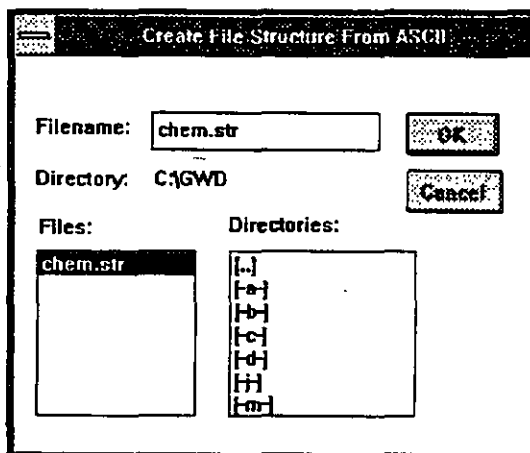 Create File Structure From ASCII
Filename: chem.str OK
Directory: C:\GWD Cancel
Files: Directories:
chem.str [..]
[-a-]
[-b-]
[-c-]
[-d-]
[-j-]
[-m-]